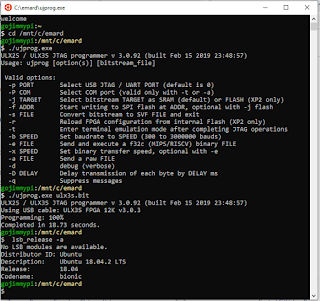 C:\emard\ujprog.exe
welcome
gojimmypi:~
$ cd /mnt/c/emard
gojimmypi:/mnt/c/emard
$ ./ujprog.exe
ULX2S / ULX3S JTAG programmer v 3.0.92 (built Feb 15 2019 23:48:57)
Usage: ujprog [option(s)] [bitstream_file]
Valid options:
-p PORT Select USB JTAG / UART PORT (default is 0)
-P COM Select COM port (valid only with -t or -a)
-j TARGET Select bitstream TARGET as SRAM (default) or FLASH (XP2 only)
-f ADDR Start writing to SPI flash at ADDR, optional with -j flash
-s FILE Convert bitstream to SVF FILE and exit
-r Reload FPGA configuration from internal Flash (XP2 only)
-t Enter terminal emulation mode after completing JTAG operations
-b SPEED Set baudrate to SPEED (300 to 3000000 bauds)
-e FILE Send and execute a f32c (MIPS/RISCV) binary FILE
-x SPEED Set binary transfer speed, optional with -e
-a FILE Send a raw FILE
-d debug (verbose)
-D DELAY Delay transmission of each byte by DELAY ms
-q Suppress messages
gojimmypi:/mnt/c/emard
$ ./ujprog.exe ulx3s.bit
ULX2S / ULX3S JTAG programmer v 3.0.92 (built Feb 15 2019 23:48:57)
Using USB cable: ULX3S FPGA 12K v3.0.3
Programming: 100%
Completed in 18.73 seconds.
gojimmypi:/mnt/c/emard
$ lsb_release -a
No LSB modules are available.
Distributor ID: Ubuntu
Description: Ubuntu 18.04.2 LTS
Release: 18.04
Codename: bionic
gojimmypi:/mnt/c/emard
$